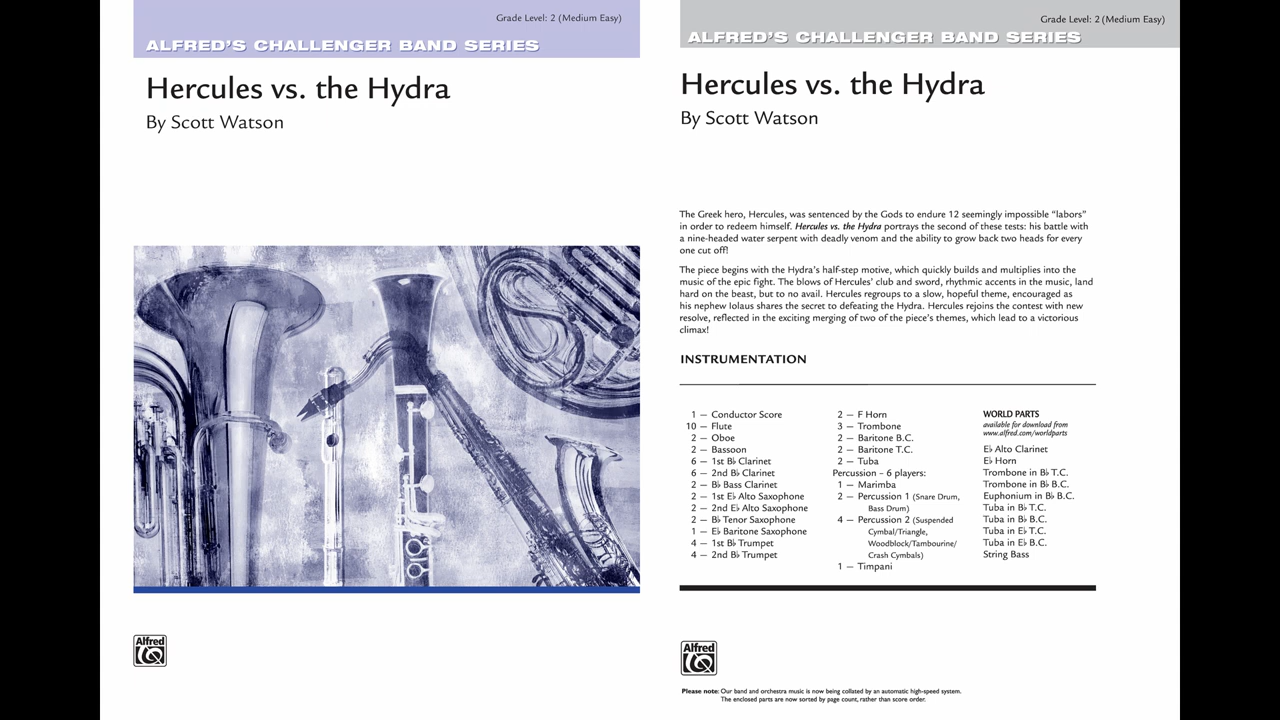 Grade Level: 2 (Medium Easy)
ALFRED'S CHALLENGER BAND SERIES
Hercules vs. the Hydra
By Scott Watson
Alfred
Grade Level: 2 (Medium Easy)
ALFRED'S CHALLENGER BAND SERIES
Hercules vs. the Hydra
By Scott Watson
The Greek hero, Hercules, was sentenced by the Gods to endure 12 seemingly impossible “labors”
in order to redeem himself. Hercules vs. the Hydra portrays the second of these tests: his battle with
a nine-headed water serpent with deadly venom and the ability to grow back two heads for every
one cut off!
The piece begins with the Hydra's half-step motive, which quickly builds and multiplies into the
music of the epic fight. The blows of Hercules' club and sword, rhythmic accents in the music, land
hard on the beast, but to no avail. Hercules regroups to a slow, hopeful theme, encouraged as
his nephew Iolaus shares the secret to defeating the Hydra. Hercules rejoins the contest with new
resolve, reflected in the exciting merging of two of the piece's themes, which lead to a victorious
climax!
INSTRUMENTATION
1 — Conductor Score
10 — Flute
2 — Oboe
2 — Bassoon
6 — 1st B♭ Clarinet
6 — 2nd B♭ Clarinet
2 — B♭ Bass Clarinet
2 — 1st E♭ Alto Saxophone
2 — 2nd E♭ Alto Saxophone
2 — B♭ Tenor Saxophone
1 — E♭ Baritone Saxophone
4 — 1st B♭ Trumpet
4 — 2nd B♭ Trumpet
2 — F Horn
3 — Trombone
2 — Baritone B.C.
2 — Baritone T.C.
2 — Tuba
Percussion – 6 players:
1 — Marimba
2 — Percussion 1 (Snare Drum,
Bass Drum)
4 — Percussion 2 (Suspended
Cymbal/Triangle,
Woodblock/Tambourine/
Crash Cymbals)
1 — Timpani
WORLD PARTS
available for download from
www.alfred.com/worldparts
E♭ Alto Clarinet
E♭ Horn
Trombone in B♭ T.C.
Trombone in B♭ B.C.
Euphonium in B♭ B.C.
Tuba in B♭ T.C.
Tuba in B♭ B.C.
Tuba in E♭ T.C.
Tuba in E♭ B.C.
String Bass
Alfred
Please note: Our band and orchestra music is now being collated by an automatic high-speed system.
The enclosed parts are now sorted by page count, rather than score order.